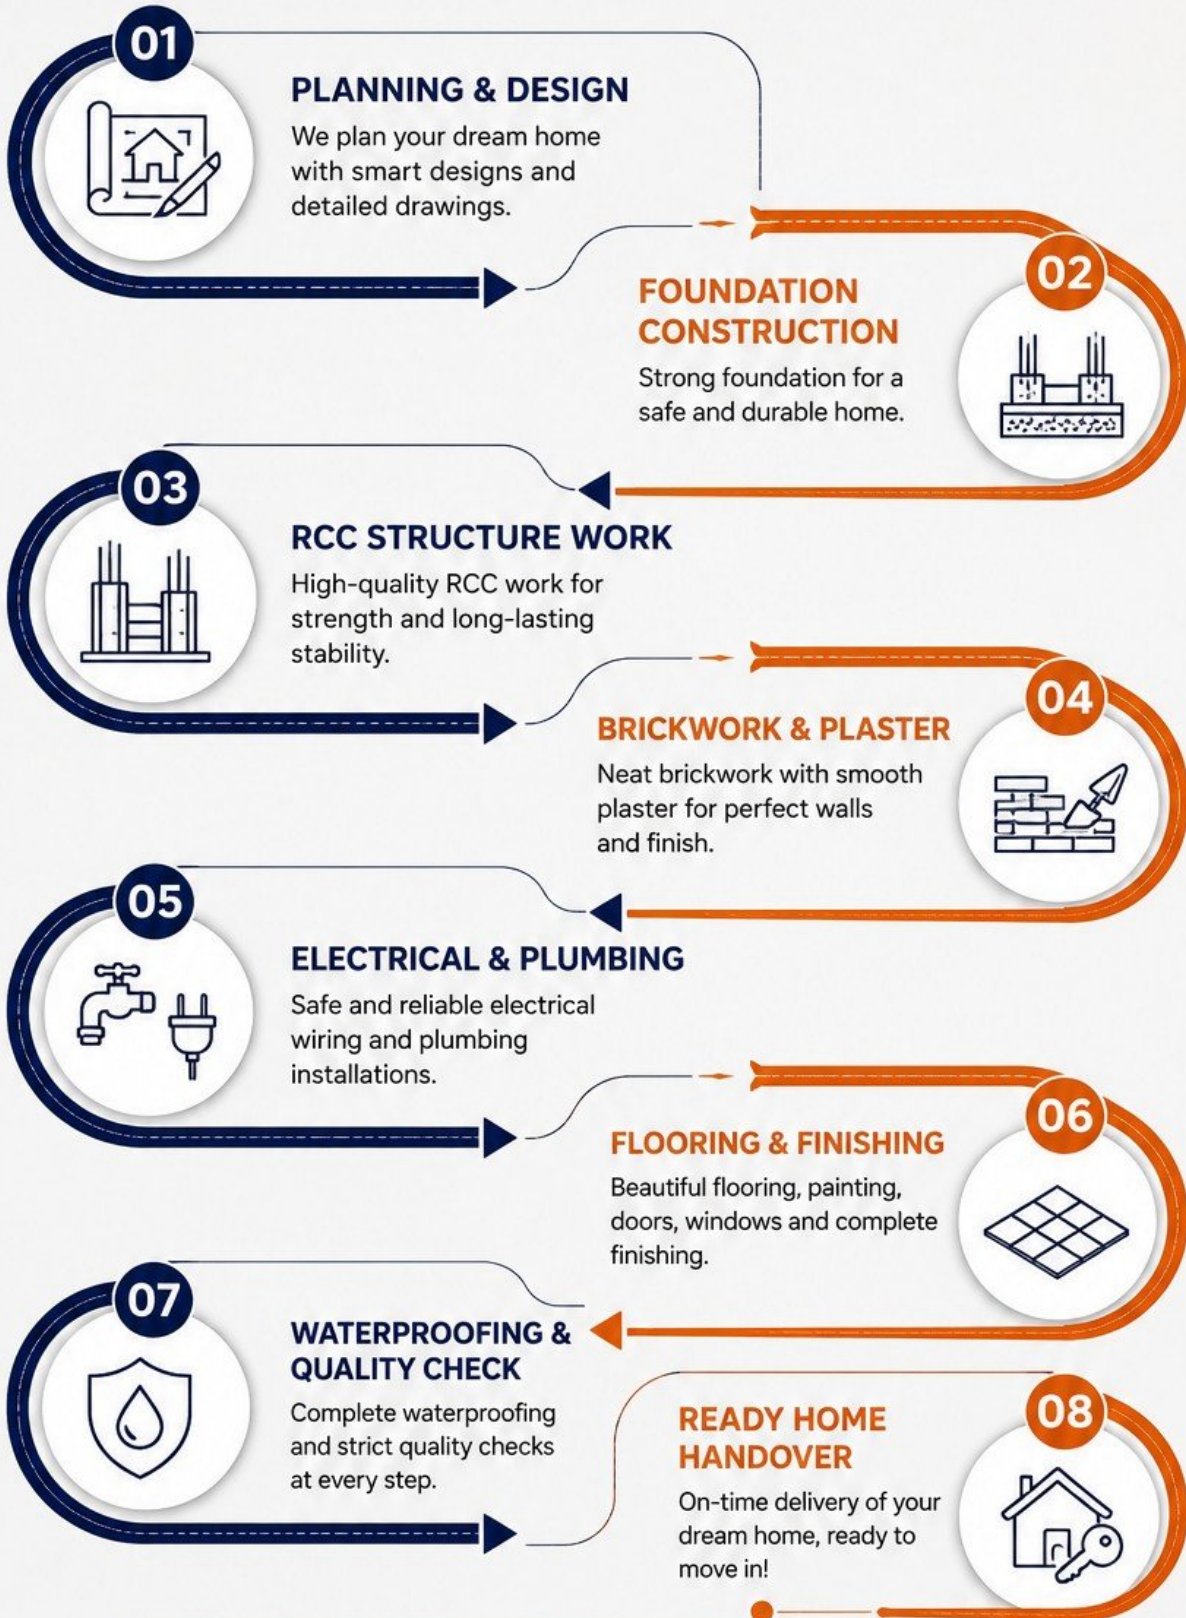 01
PLANNING & DESIGN
We plan your dream home
with smart designs and
detailed drawings.
02
FOUNDATION
CONSTRUCTION
Strong foundation for a
safe and durable home.
03
RCC STRUCTURE WORK
High-quality RCC work for
strength and long-lasting
stability.
04
BRICKWORK & PLASTER
Neat brickwork with smooth
plaster for perfect walls
and finish.
05
ELECTRICAL & PLUMBING
Safe and reliable electrical
wiring and plumbing
installations.
06
FLOORING & FINISHING
Beautiful flooring, painting,
doors, windows and complete
finishing.
07
WATERPROOFING &
QUALITY CHECK
Complete waterproofing
and strict quality checks
at every step.
08
READY HOME
HANDOVER
On-time delivery of your
dream home, ready to
move in!